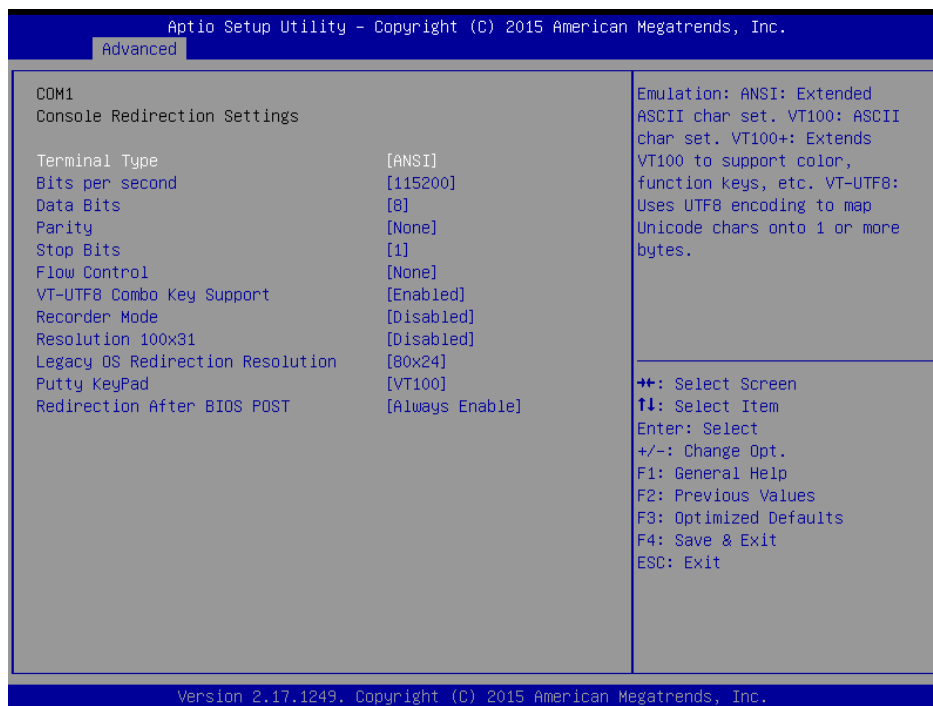 Aptio Setup Utility – Copyright (C) 2015 American Megatrends, Inc.
Advanced
COM1
Console Redirection Settings
Terminal Type [ANSI]
Bits per second [115200]
Data Bits [8]
Parity [None]
Stop Bits [1]
Flow Control [None]
VT-UTF8 Combo Key Support [Enabled]
Recorder Mode [Disabled]
Resolution 100x31 [Disabled]
Legacy OS Redirection Resolution [80x24]
Putty KeyPad [VT100]
Redirection After BIOS POST [Always Enable]
Emulation: ANSI: Extended
ASCII char set. VT100: ASCII
char set. VT100+: Extends
VT100 to support color,
function keys, etc. VT-UTF8:
Uses UTF8 encoding to map
Unicode chars onto 1 or more
bytes.
→←: Select Screen
↑↓: Select Item
Enter: Select
+/-: Change Opt.
F1: General Help
F2: Previous Values
F3: Optimized Defaults
F4: Save & Exit
ESC: Exit
Version 2.17.1249. Copyright (C) 2015 American Megatrends, Inc.